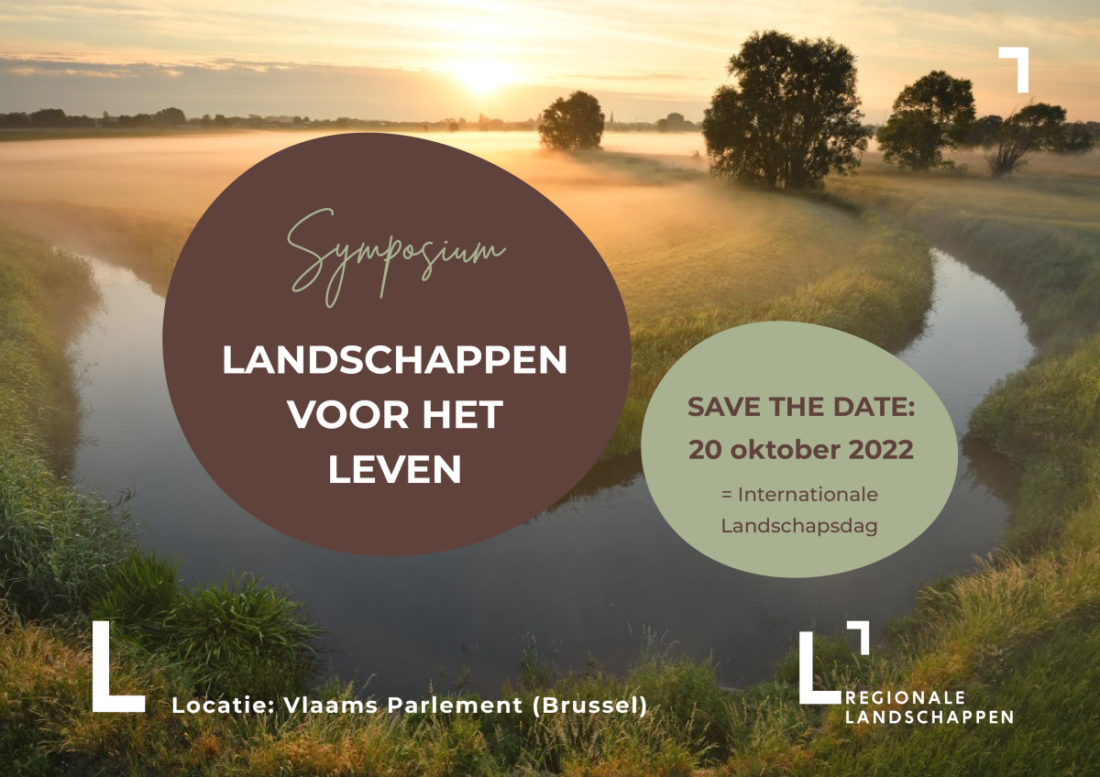 Symposium
LANDSCHAPPEN
VOOR HET
LEVEN
SAVE THE DATE:
20 oktober 2022
= Internationale
Landschapsdag
Locatie: Vlaams Parlement (Brussel)
REGIONALE
LANDSCHAPPEN